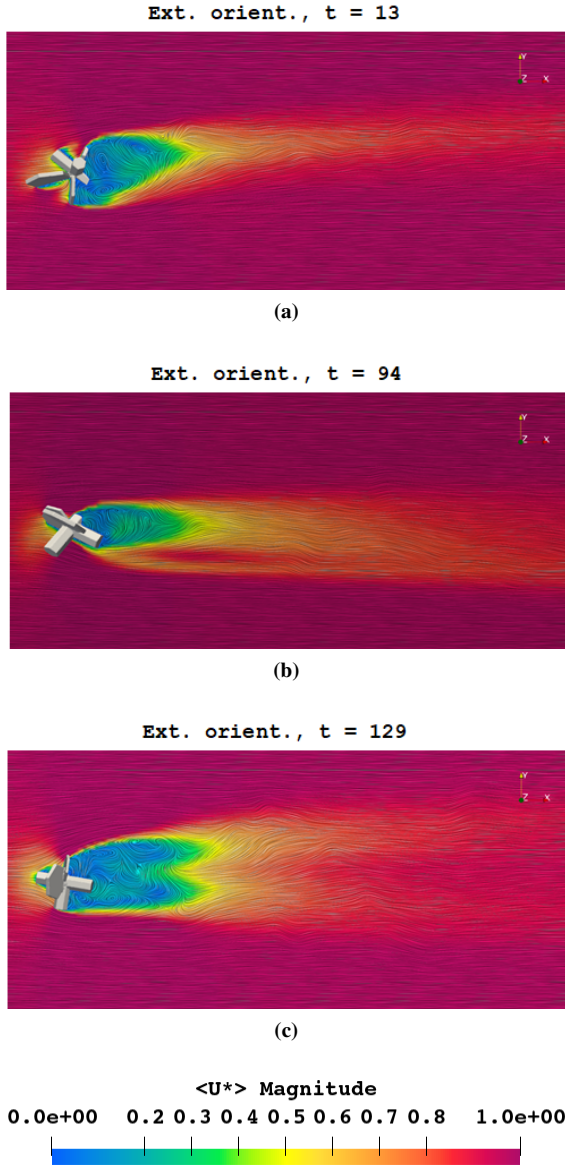 Ext. orient., t = 13
Y
Z X
(a)
Ext. orient., t = 94
Y
Z X
(b)
Ext. orient., t = 129
Y
Z X
(c)
<U*> Magnitude
0.0e+00 0.2 0.3 0.4 0.5 0.6 0.7 0.8 1.0e+00